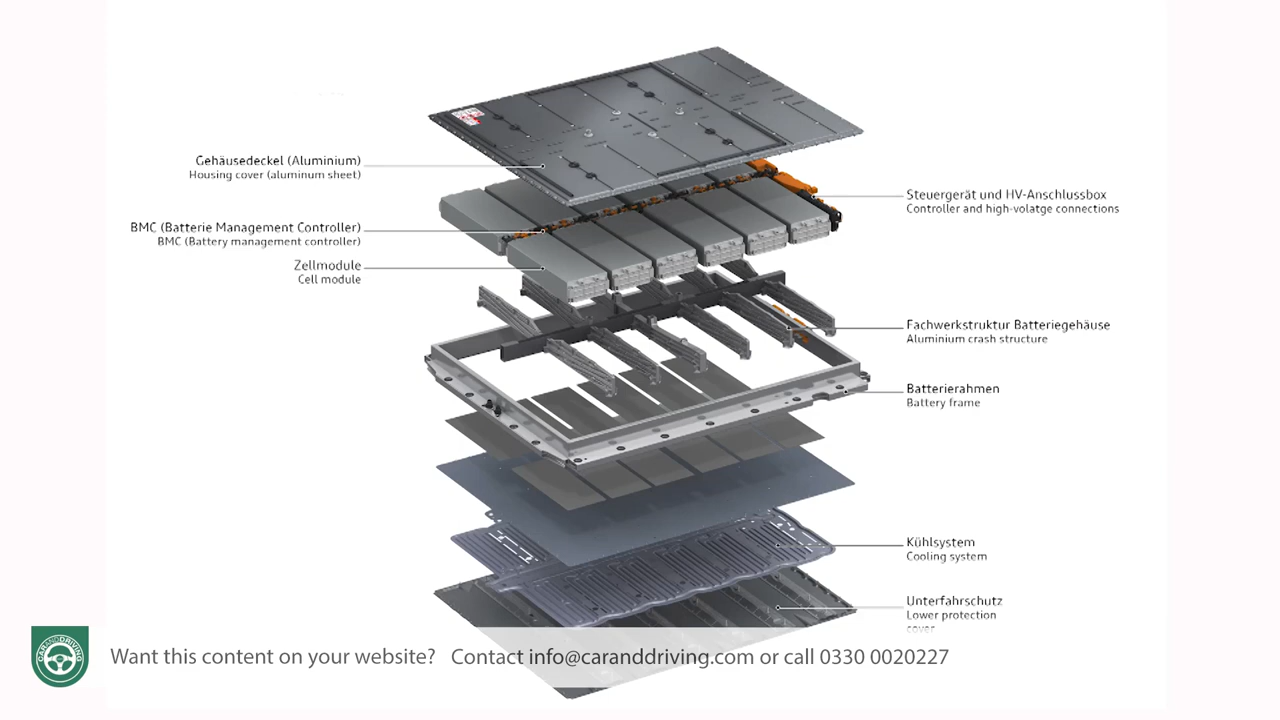 Gehäusedeckel (Aluminium)
Housing cover (aluminum sheet)
BMC (Batterie Management Controller)
BMC (Battery management controller)
Zellmodule
Cell module
Steuergerät und HV-Anschlussbox
Controller and high-volatge connections
Fachwerkstruktur Batteriegehäuse
Aluminium crash structure
Batterierahmen
Battery frame
Kühlsystem
Cooling system
Unterfahrschutz
Lower protection
cover
CARANDDRIVING
Want this content on your website? Contact info@caranddriving.com or call 0330 0020227